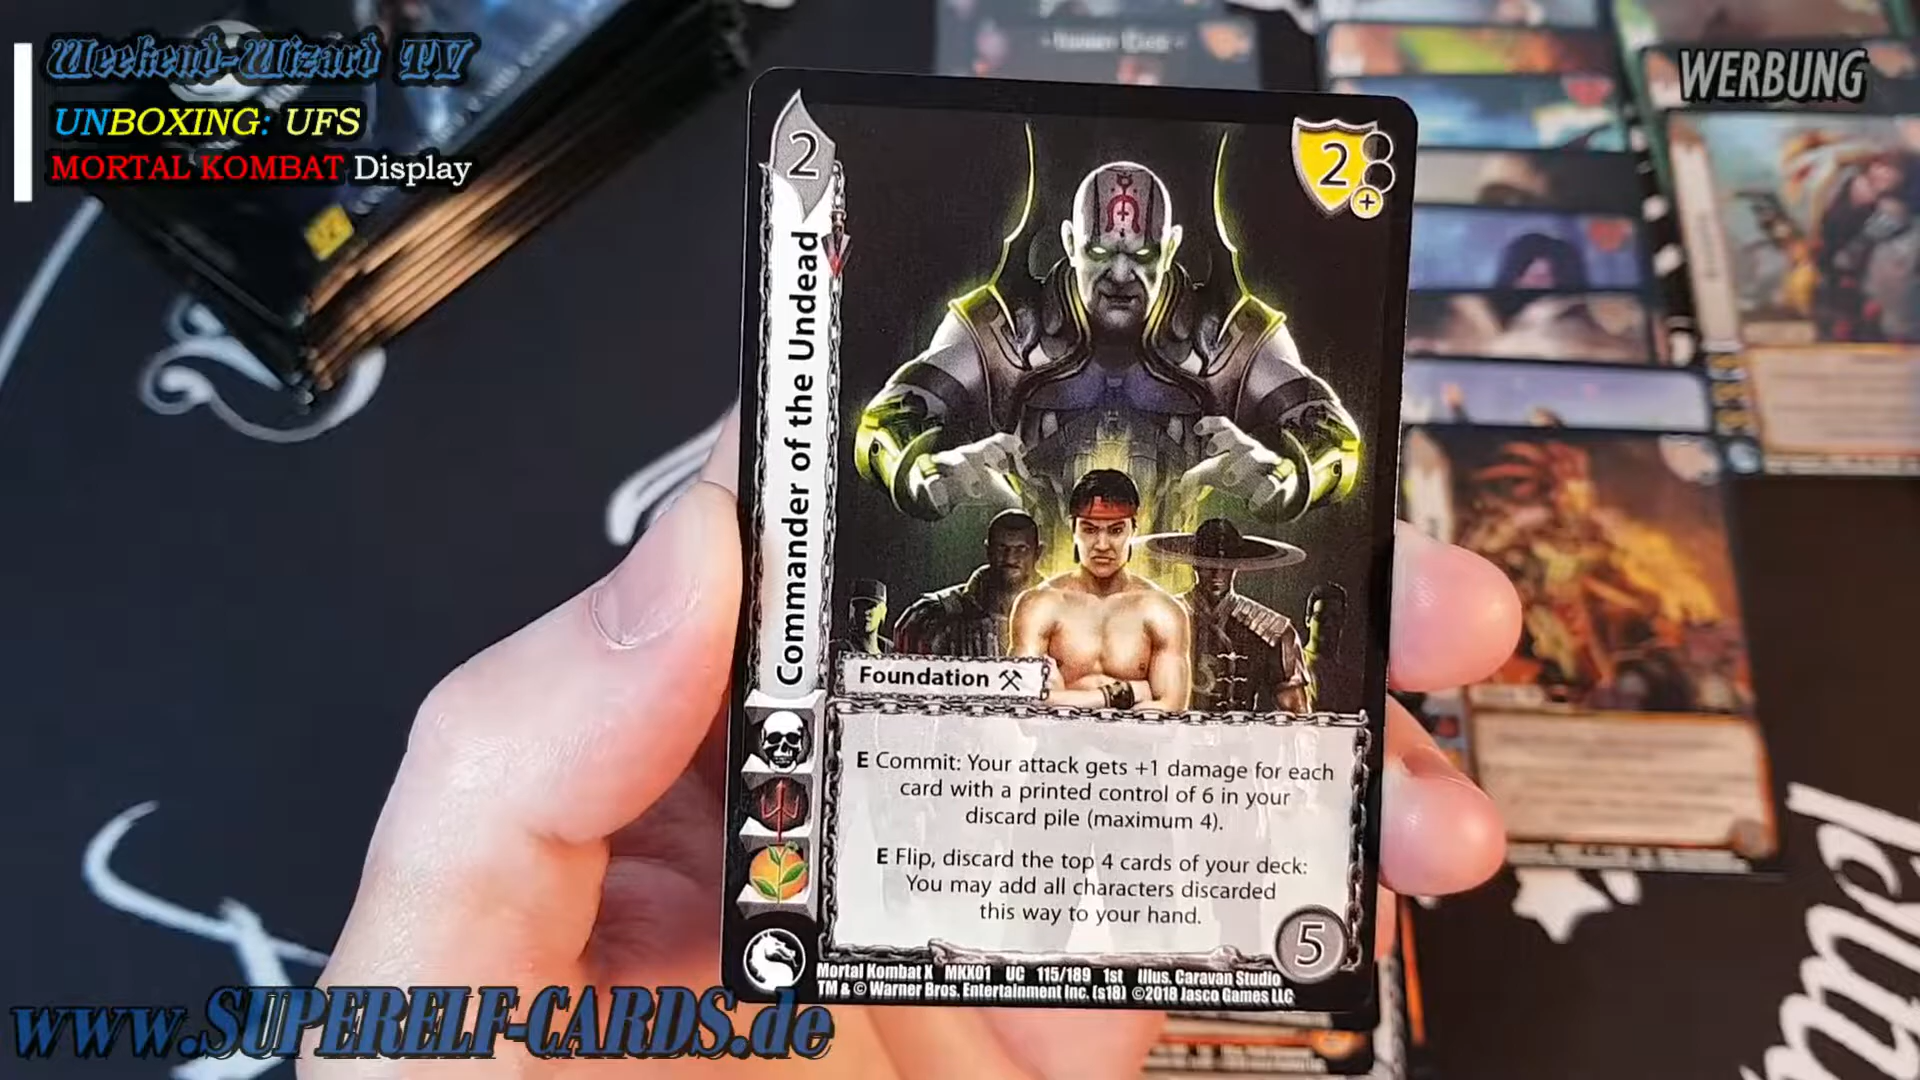 Weekend-Wizard TV
UNBOXING: UFS
MORTAL KOMBAT Display
WERBUNG
2
2
+
Commander of the Undead
Foundation
E Commit: Your attack gets +1 damage for each
card with a printed control of 6 in your
discard pile (maximum 4).
E Flip, discard the top 4 cards of your deck:
You may add all characters discarded
this way to your hand.
5
Mortal Kombat X MKX01 UC 115/189 1st Illus. Caravan Studio
TM & © Warner Bros. Entertainment Inc. (s18) ©2018 Jasco Games LLC
www.SUPERELF-CARDS.de